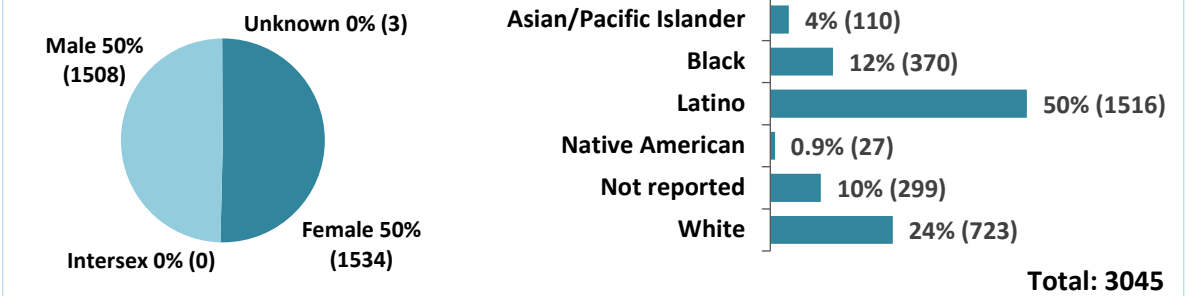 Unknown 0% (3)
Male 50%
(1508)
Female 50%
(1534)
Intersex 0% (0)
Asian/Pacific Islander 4% (110)
Black 12% (370)
Latino 50% (1516)
Native American 0.9% (27)
Not reported 10% (299)
White 24% (723)
Total: 3045